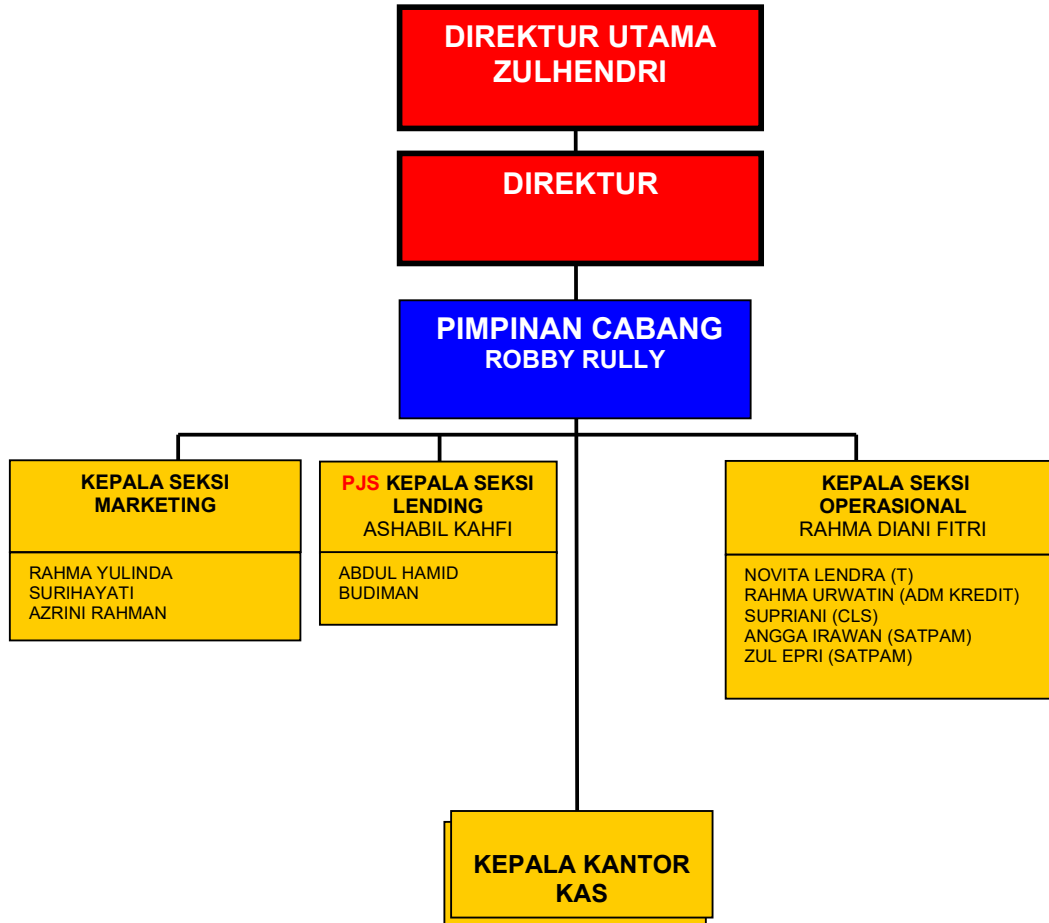 DIREKTUR UTAMA
ZULHENDRI
DIREKTUR
PIMPINAN CABANG
ROBBY RULLY
KEPALA SEKSI
MARKETING
RAHMA YULINDA
SURIHAYATI
AZRINI RAHMAN
PJS KEPALA SEKSI
LENDING
ASHABIL KAHFI
ABDUL HAMID
BUDIMAN
KEPALA SEKSI
OPERASIONAL
RAHMA DIANI FITRI
NOVITA LENDRA (T)
RAHMA URWATIN (ADM KREDIT)
SUPRIANI (CLS)
ANGGA IRAWAN (SATPAM)
ZUL EPRI (SATPAM)
KEPALA KANTOR
KAS